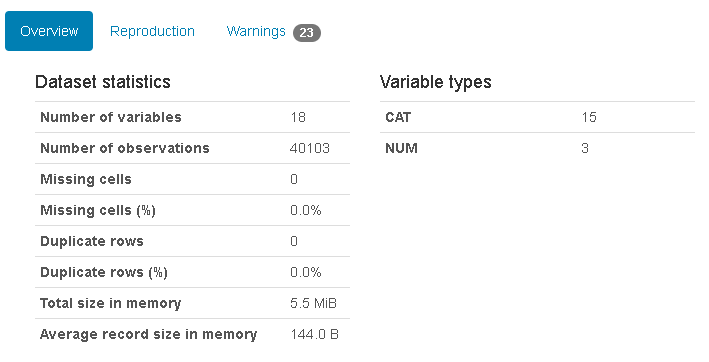 Overview Reproduction Warnings 23
Dataset statistics
Number of variables 18
Number of observations 40103
Missing cells 0
Missing cells (%) 0.0%
Duplicate rows 0
Duplicate rows (%) 0.0%
Total size in memory 5.5 MiB
Average record size in memory 144.0 B
Variable types
CAT 15
NUM 3